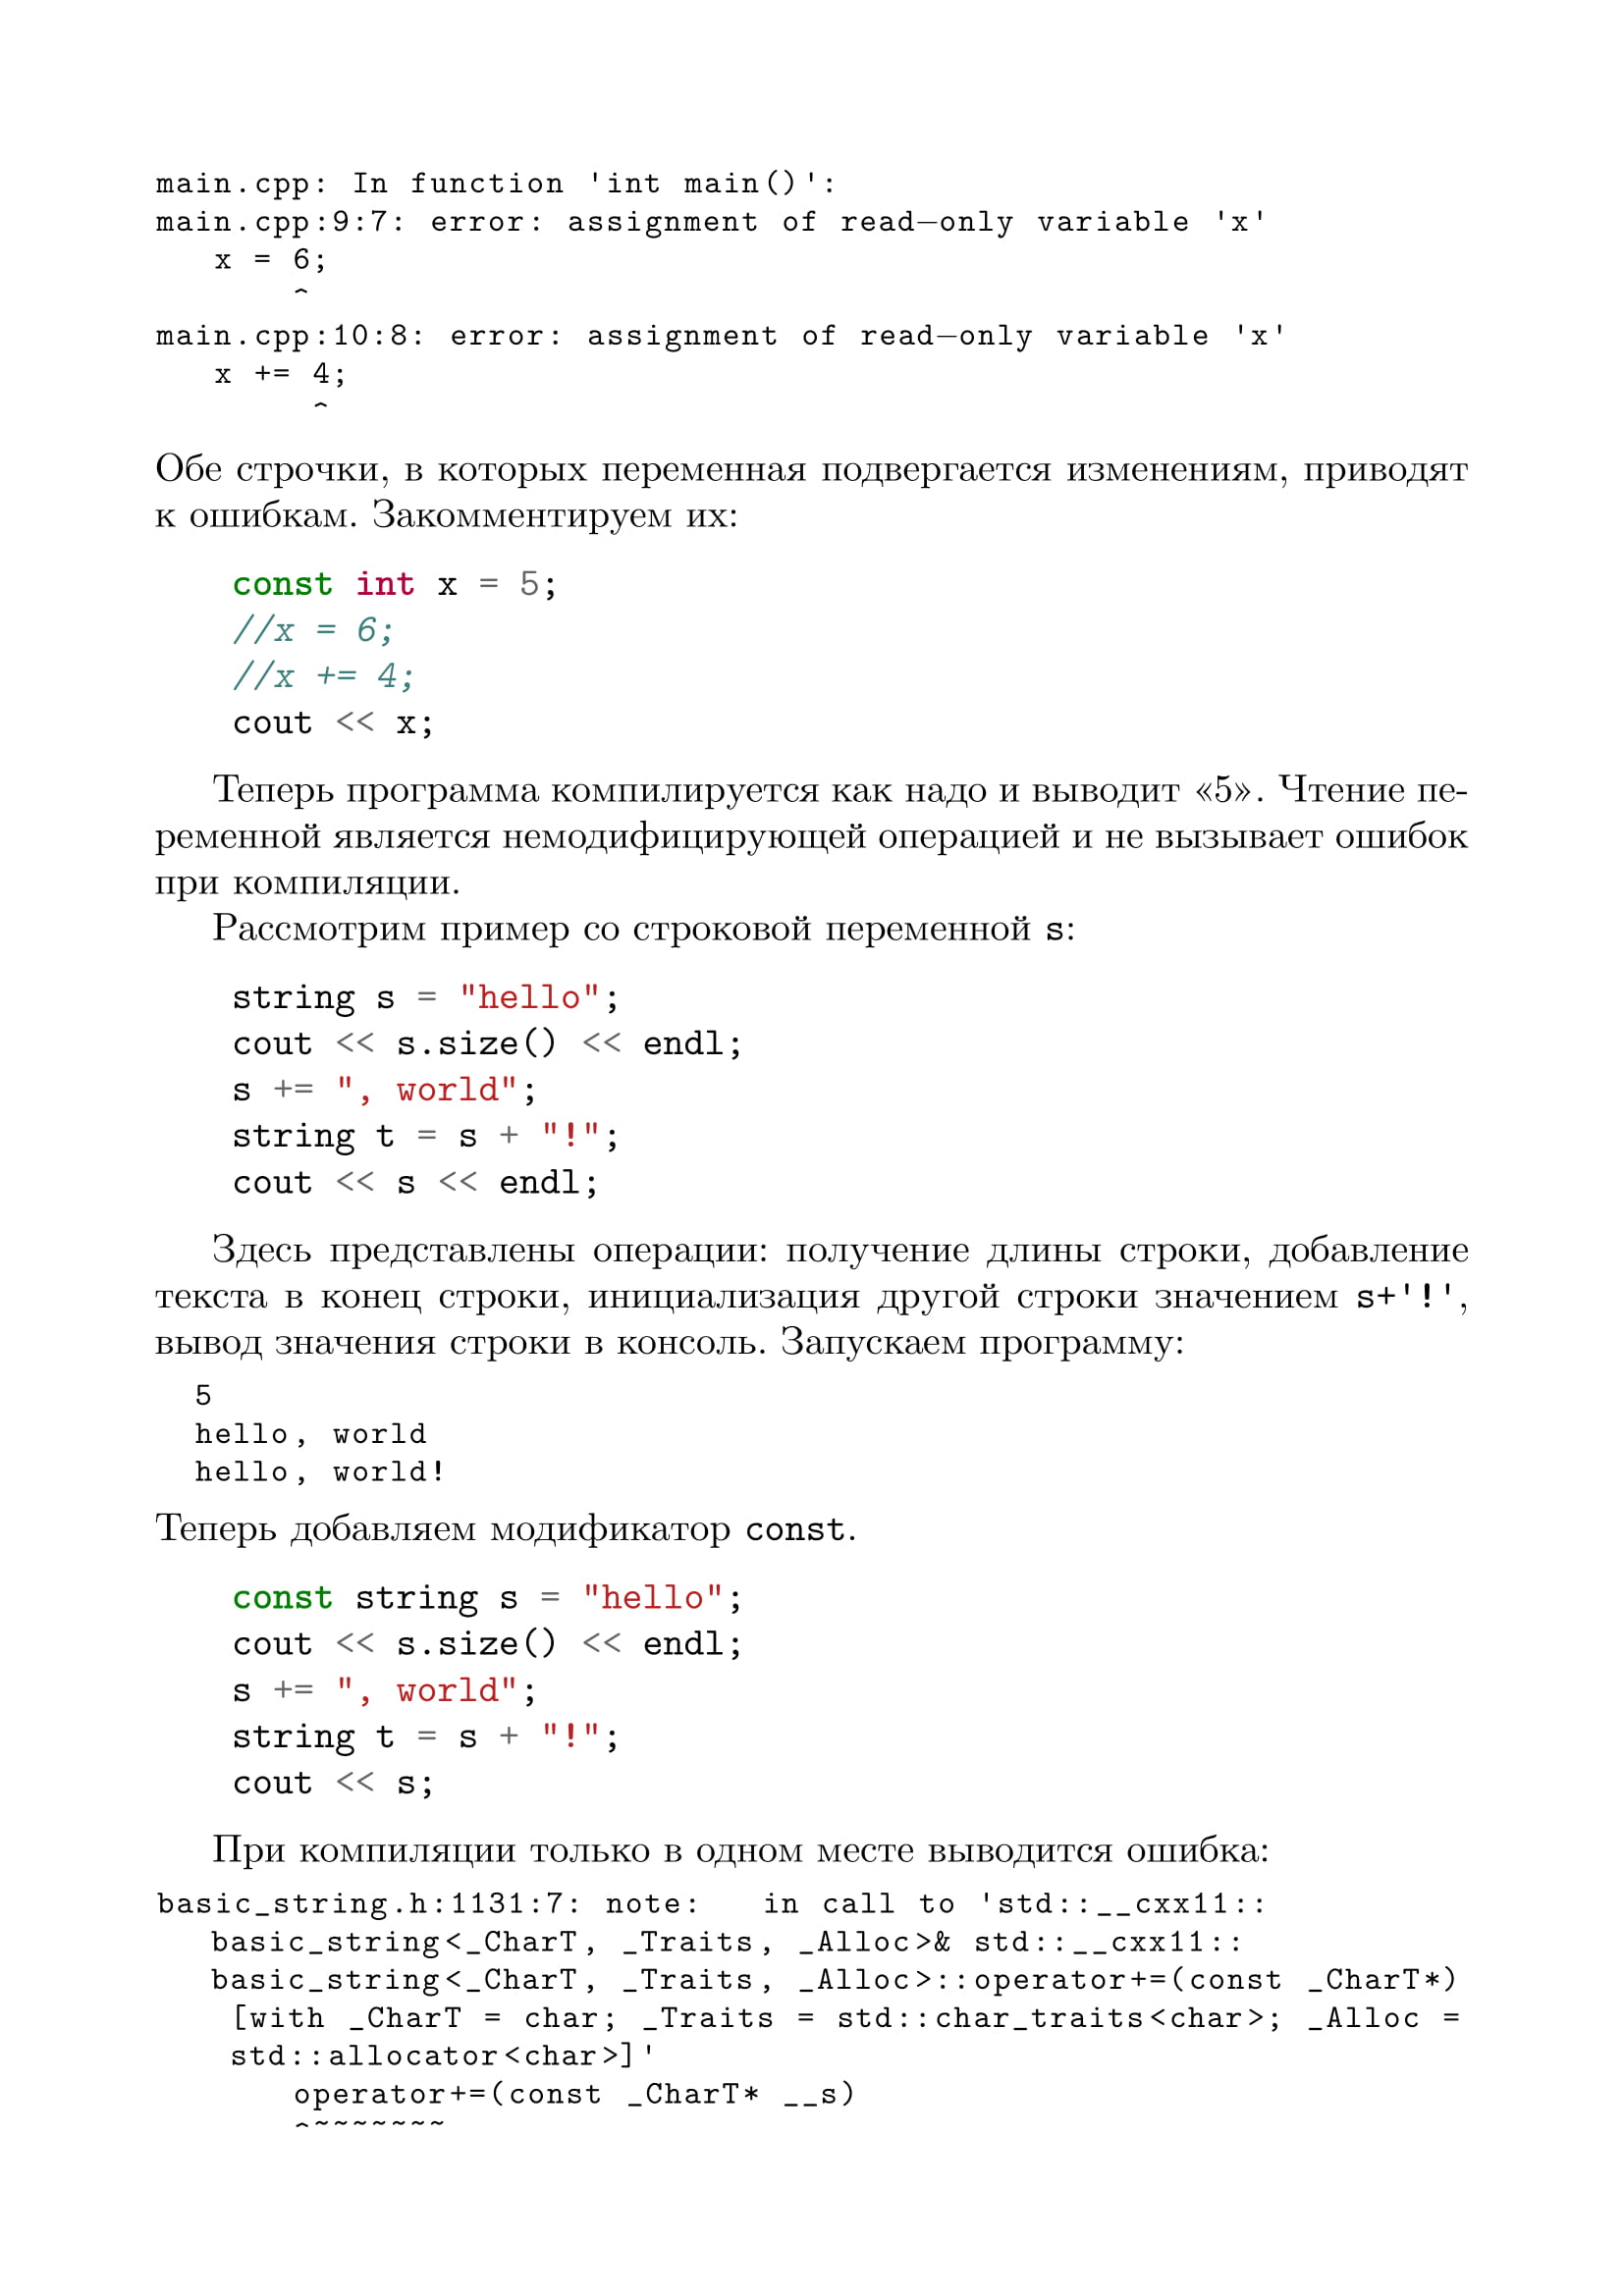 main.cpp: In function 'int main()':
main.cpp:9:7: error: assignment of read−only variable 'x'
   x = 6;
       ^
main.cpp:10:8: error: assignment of read−only variable 'x'
   x += 4;
        ^
Обе строчки, в которых переменная подвергается изменениям, приводят
к ошибкам. Закомментируем их:
const int x = 5;
//x = 6;
//x += 4;
cout << x;
Теперь программа компилируется как надо и выводит «5». Чтение пе-
ременной является немодифицирующей операцией и не вызывает ошибок
при компиляции.
Рассмотрим пример со строковой переменной s:
string s = "hello";
cout << s.size() << endl;
s += ", world";
string t = s + "!";
cout << s << endl;
Здесь представлены операции: получение длины строки, добавление
текста в конец строки, инициализация другой строки значением s+'!',
вывод значения строки в консоль. Запускаем программу:
5
hello, world
hello, world!
Теперь добавляем модификатор const.
const string s = "hello";
cout << s.size() << endl;
s += ", world";
string t = s + "!";
cout << s;
При компиляции только в одном месте выводится ошибка:
basic_string.h:1131:7: note:   in call to 'std::__cxx11::
basic_string<_CharT, _Traits, _Alloc>& std::__cxx11::
basic_string<_CharT, _Traits, _Alloc>::operator+=(const _CharT*)
[with _CharT = char; _Traits = std::char_traits<char>; _Alloc =
std::allocator<char>]'
operator+=(const _CharT* __s)
^~~~~~~~